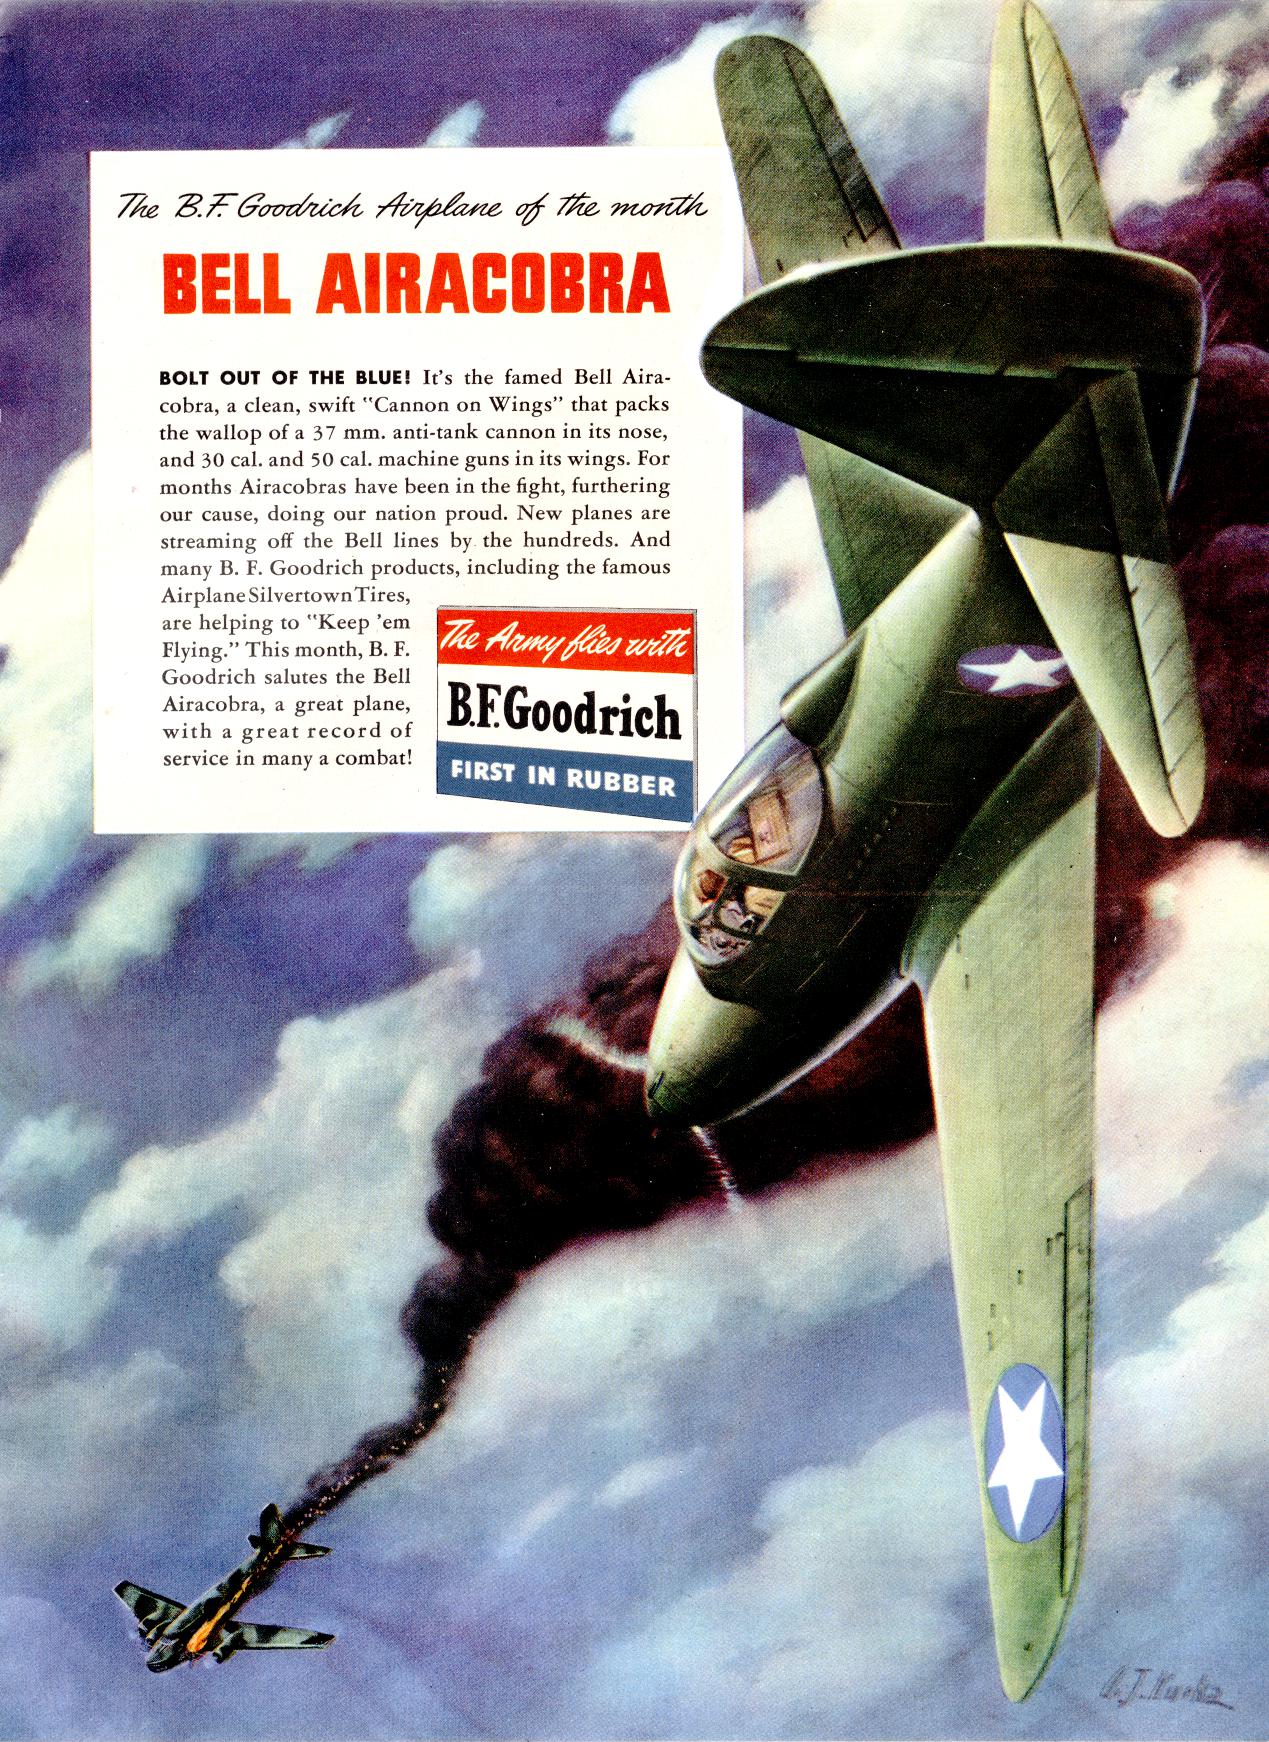 The B.F. Goodrich Airplane of the month
BELL AIRACOBRA
BOLT OUT OF THE BLUE! It's the famed Bell Aira-
cobra, a clean, swift "Cannon on Wings" that packs
the wallop of a 37 mm. anti-tank cannon in its nose,
and 30 cal. and 50 cal. machine guns in its wings. For
months Airacobras have been in the fight, furthering
our cause, doing our nation proud. New planes are
streaming off the Bell lines by the hundreds. And
many B. F. Goodrich products, including the famous
Airplane Silvertown Tires,
are helping to "Keep 'em
Flying." This month, B. F.
Goodrich salutes the Bell
Airacobra, a great plane,
with a great record of
service in many a combat!
The Army flies with
B.F. Goodrich
FIRST IN RUBBER